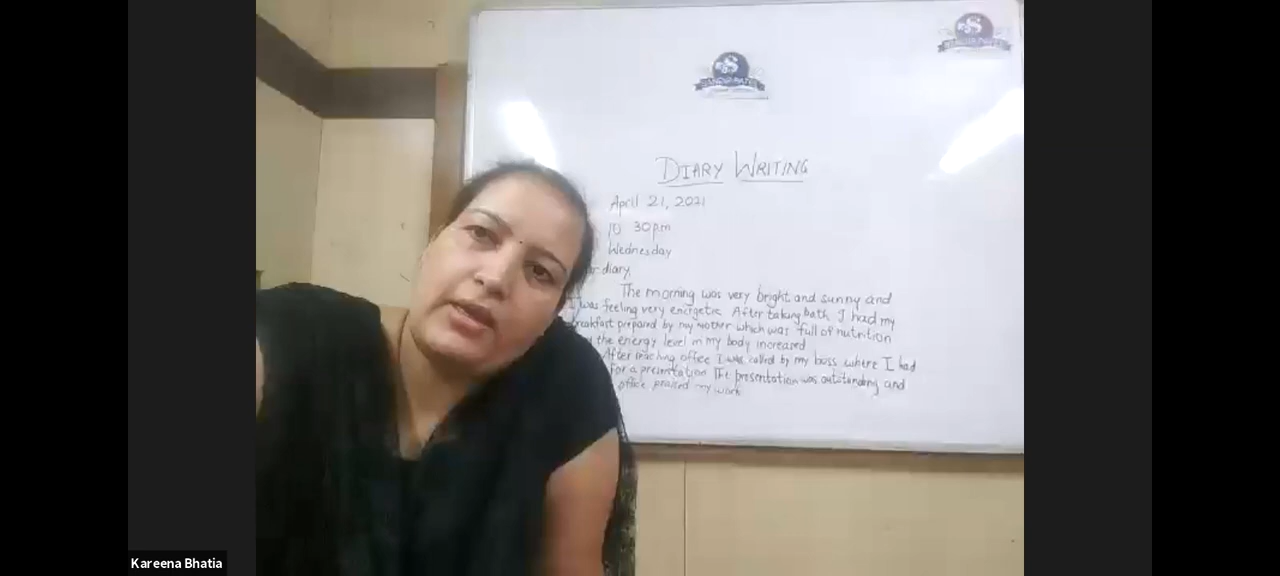 DIARY WRITING
April 21, 2021
10 30pm
Wednesday
diary,
The morning was very bright and sunny and
I was feeling very energetic. After taking bath I had my
breakfast prepared by my mother which was full of nutrition
the energy level in my body increased
After reaching office I was called by my boss where I had
for a presentation. The presentation was outstanding and
office praised my work
Kareena Bhatia